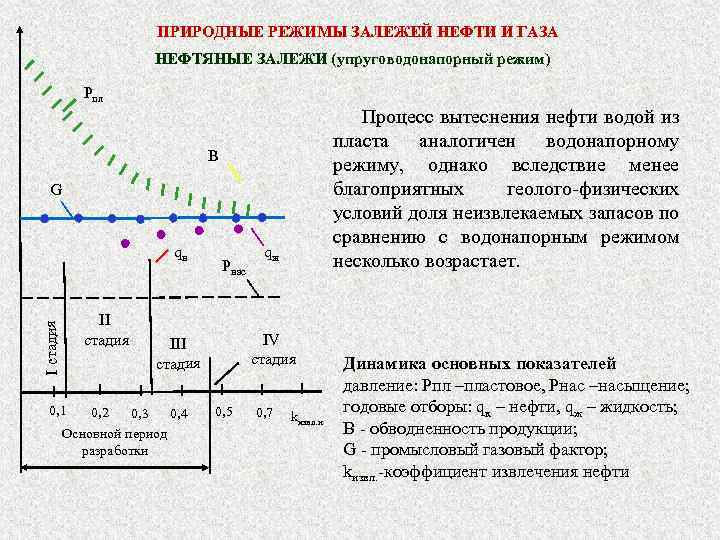 ПРИРОДНЫЕ РЕЖИМЫ ЗАЛЕЖЕЙ НЕФТИ И ГАЗА
НЕФТЯНЫЕ ЗАЛЕЖИ (упруговодонапорный режим)
Рпл
В
G
qн
Рнас
qж
Процесс вытеснения нефти водой из
пласта аналогичен водонапорному
режиму, однако вследствие менее
благоприятных геолого-физических
условий доля неизвлекаемых запасов по
сравнению с водонапорным режимом
несколько возрастает.
I стадия
II
стадия
III
стадия
IV
стадия
0,1 0,2 0,3 0,4 0,5 0,7 kизвл.н
Основной период
разработки
Динамика основных показателей
давление: Рпл –пластовое, Рнас –насыщение;
годовые отборы: qн – нефти, qж – жидкость;
В - обводненность продукции;
G - промысловый газовый фактор;
kизвл.-коэффициент извлечения нефти